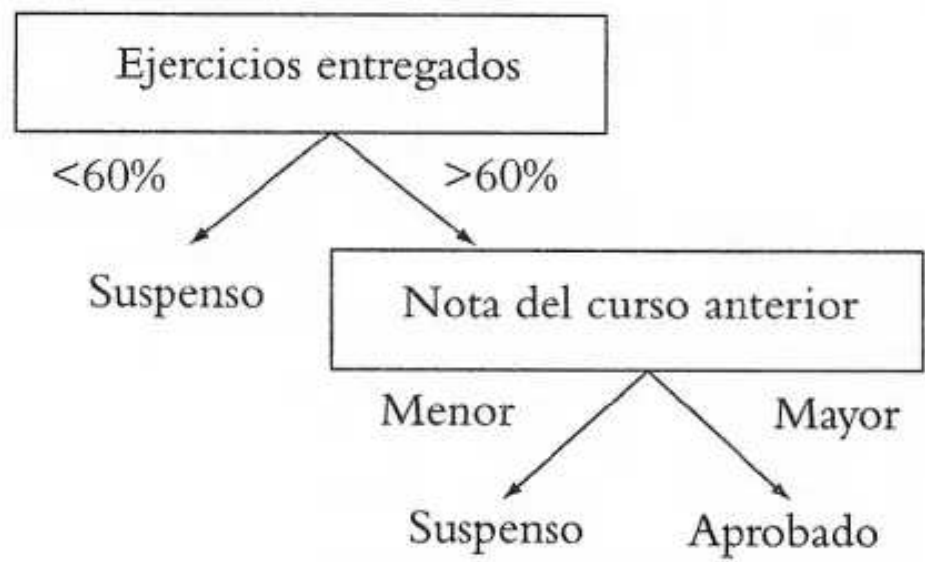 Ejercicios entregados
<60%
>60%
Suspenso
Nota del curso anterior
Menor
Mayor
Suspenso
Aprobado